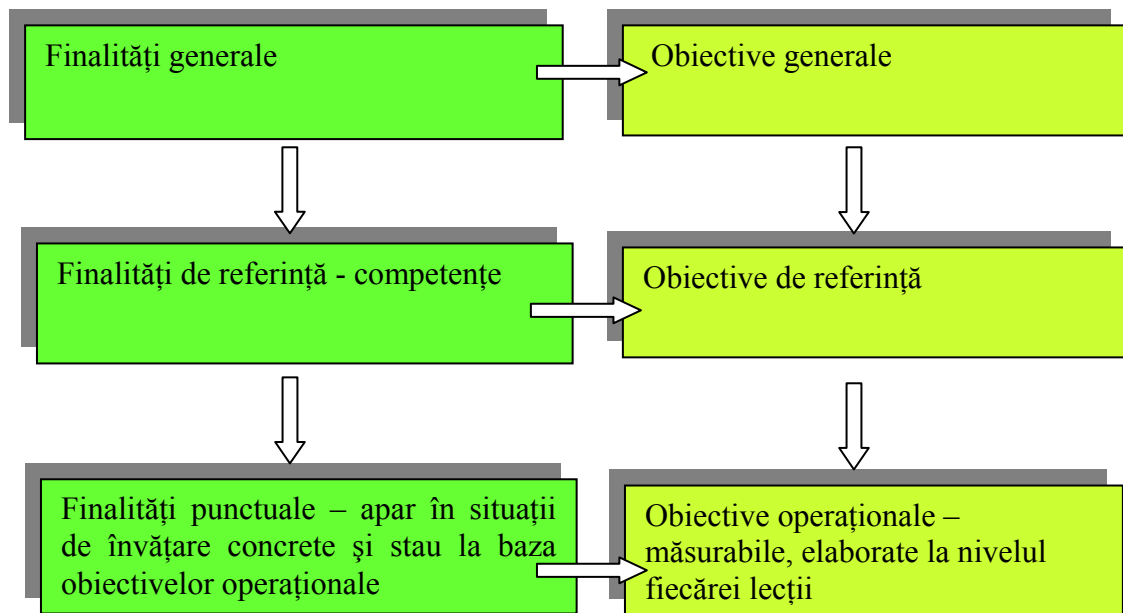 Finalități generale
Obiective generale
Finalități de referință - competențe
Obiective de referință
Finalități punctuale – apar în situații
de învățare concrete şi stau la baza
obiectivelor operaționale
Obiective operaționale –
măsurabile, elaborate la nivelul
fiecărei lecții